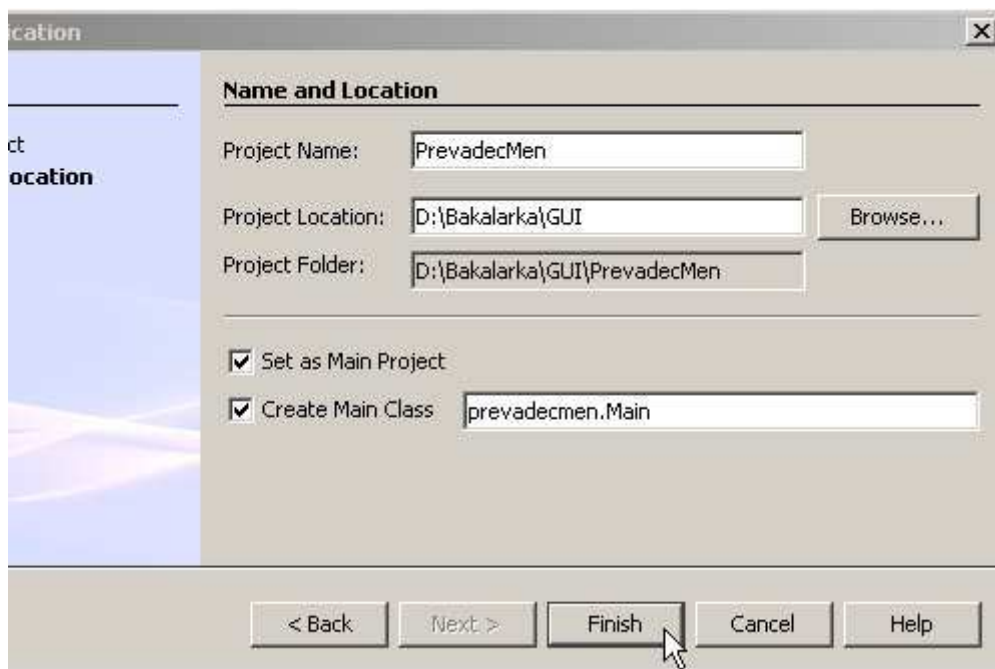 ication
Name and Location
ct
ocation
Project Name: PrevadecMen
Project Location: D:\Bakalarka\GUI Browse...
Project Folder: D:\Bakalarka\GUI\PrevadecMen
Set as Main Project
Create Main Class prevadecmen.Main
< Back Next > Finish Cancel Help